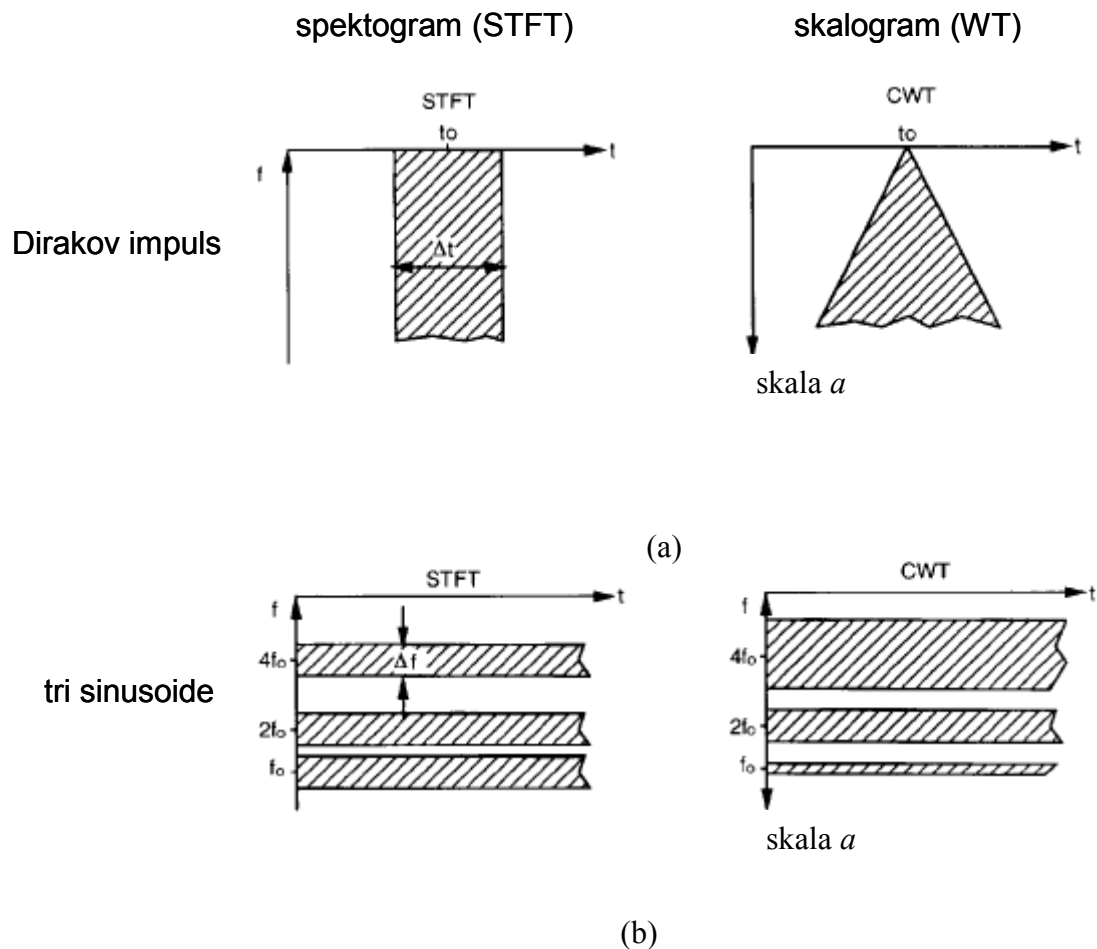 spektogram (STFT)
skalogram (WT)
STFT
to
t
f
Δt
CWT
to
t
skala a
Dirakov impuls
(a)
STFT
t
f
4fo
Δf
2fo
fo
CWT
t
f
4fo
2fo
fo
skala a
tri sinusoide
(b)